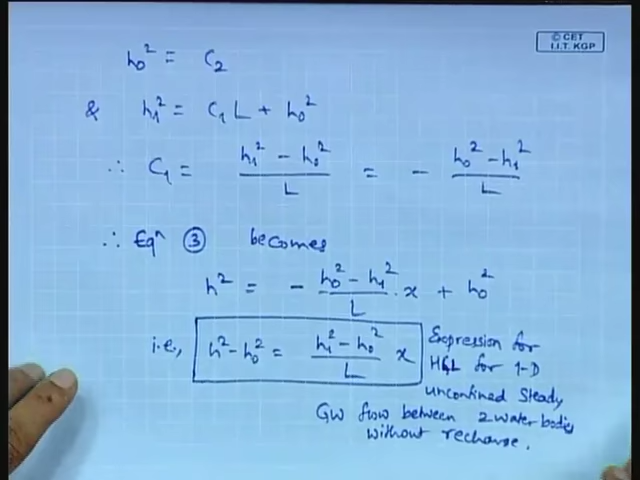 © CET
I.I.T. KGP
h₀² = C₂
& h₁² = C₁ L + h₀²
∴ C₁ = (h₁² − h₀²)/L = − (h₀² − h₁²)/L
∴ Eqⁿ ③ becomes
h² = − (h₀² − h₁²)/L . x + h₀²
i.e., h² − h₀² = (h₁² − h₀²)/L x
Expression for
HGL for 1-D
unconfined steady
GW flow between 2 water bodies
without recharge.